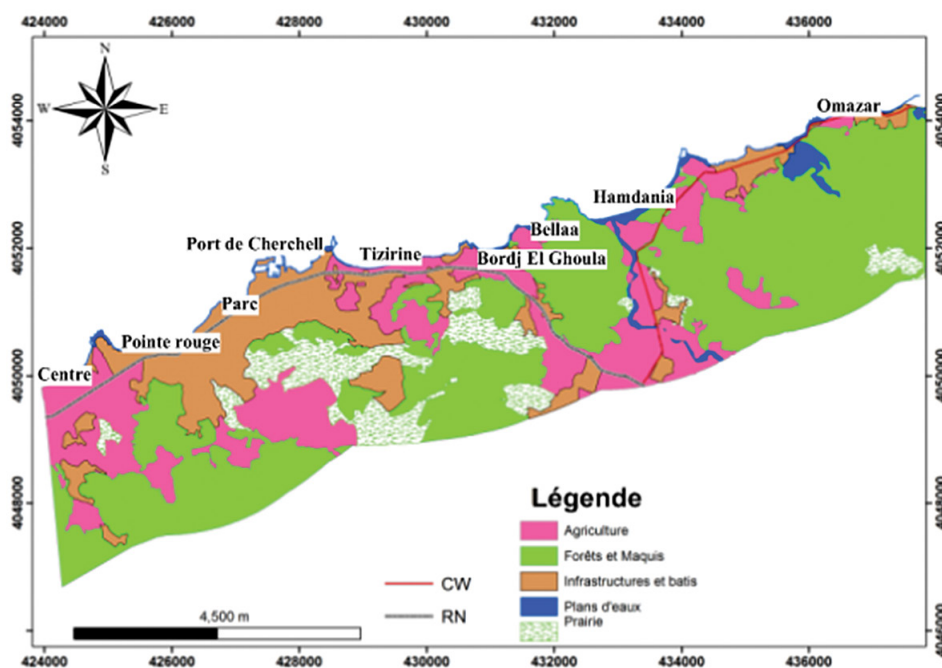 424000 426000 428000 430000 432000 434000 436000
N
W E
S
4054000
4052000
4050000
4048000
Omazar
Hamdania
Bellaa
Port de Cherchell
Tizirine
Bordj El Ghoula
Parc
Pointe rouge
Centre
4052000
4050000
Légende
Agriculture
Forêts et Maquis
Infrastructures et batis
Plans d'eaux
Prairie
CW
RN
4,500 m
424000 426000 428000 430000 432000 434000 436000